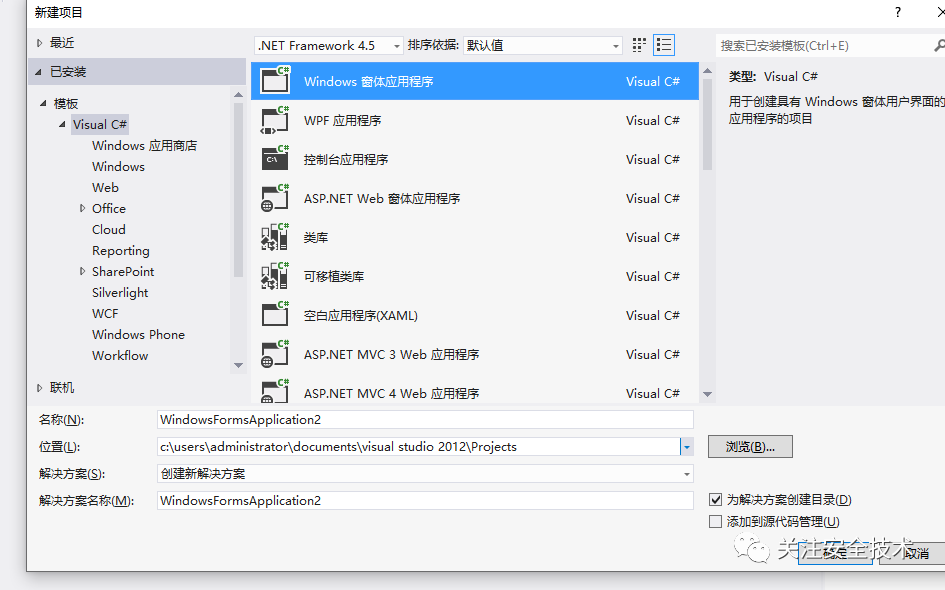 新建项目 ?
最近
.NET Framework 4.5 排序依据: 默认值
搜索已安装模板(Ctrl+E)
已安装
模板
Visual C#
Windows 应用商店
Windows
Web
Office
Cloud
Reporting
SharePoint
Silverlight
WCF
Windows Phone
Workflow
联机
Windows 窗体应用程序 Visual C#
WPF 应用程序 Visual C#
控制台应用程序 Visual C#
ASP.NET Web 窗体应用程序 Visual C#
类库 Visual C#
可移植类库 Visual C#
空白应用程序(XAML) Visual C#
ASP.NET MVC 3 Web 应用程序 Visual C#
ASP.NET MVC 4 Web 应用程序 Visual C#
类型: Visual C#
用于创建具有 Windows 窗体用户界面的
应用程序的项目
名称(N): WindowsFormsApplication2
位置(L): c:\users\administrator\documents\visual studio 2012\Projects 浏览(B)...
解决方案(S): 创建新解决方案
解决方案名称(M): WindowsFormsApplication2
为解决方案创建目录(D)
添加到源代码管理(U)
关注安全技术
取消